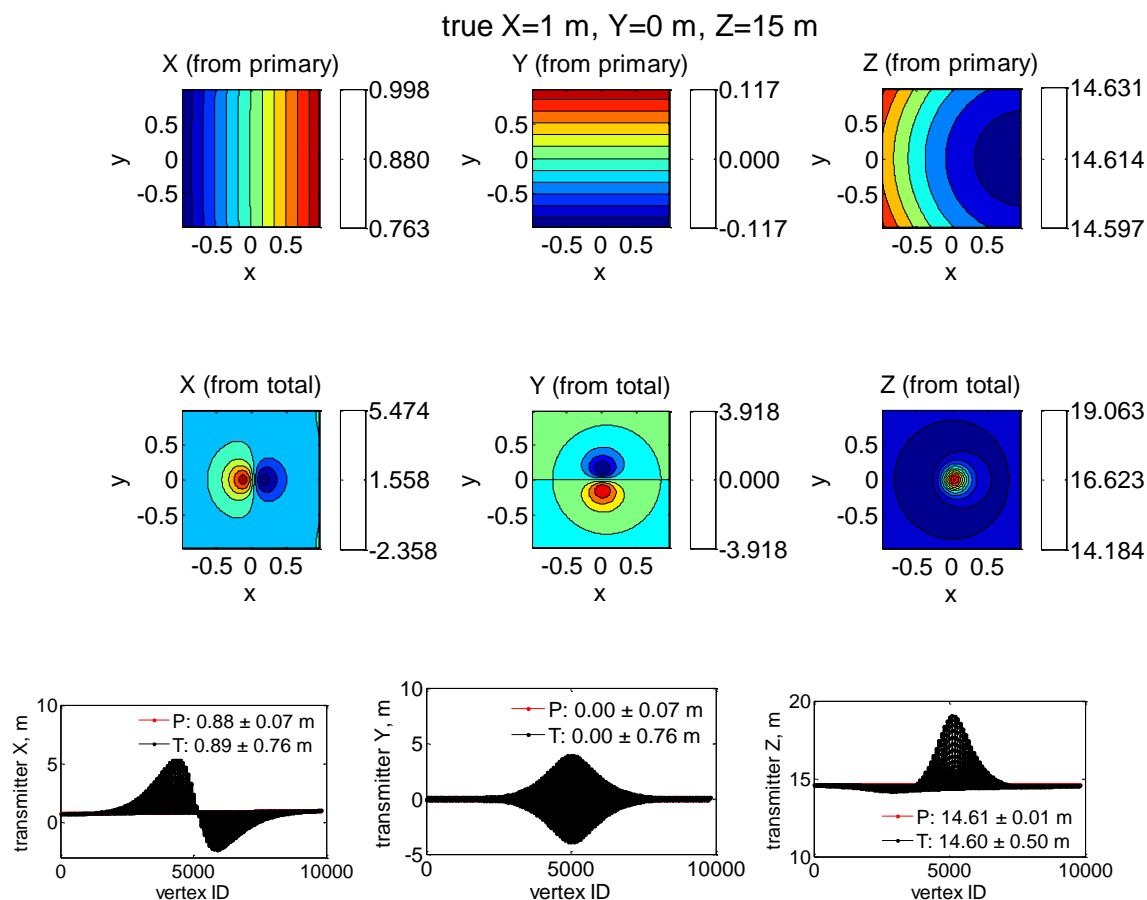 true X=1 m, Y=0 m, Z=15 m
X (from primary)
0.5
0
-0.5
y
-0.5 0 0.5
x
0.998
0.880
0.763
Y (from primary)
0.5
0
-0.5
y
-0.5 0 0.5
x
0.117
0.000
-0.117
Z (from primary)
0.5
0
-0.5
y
-0.5 0 0.5
x
14.631
14.614
14.597
X (from total)
0.5
0
-0.5
y
-0.5 0 0.5
x
5.474
1.558
-2.358
Y (from total)
0.5
0
-0.5
y
-0.5 0 0.5
x
3.918
0.000
-3.918
Z (from total)
0.5
0
-0.5
y
-0.5 0 0.5
x
19.063
16.623
14.184
transmitter X, m
10
5
0
P: 0.88 ± 0.07 m
T: 0.89 ± 0.76 m
0 5000 10000
vertex ID
transmitter Y, m
10
5
0
-5
P: 0.00 ± 0.07 m
T: 0.00 ± 0.76 m
0 5000 10000
vertex ID
transmitter Z, m
20
15
10
P: 14.61 ± 0.01 m
T: 14.60 ± 0.50 m
0 5000 10000
vertex ID